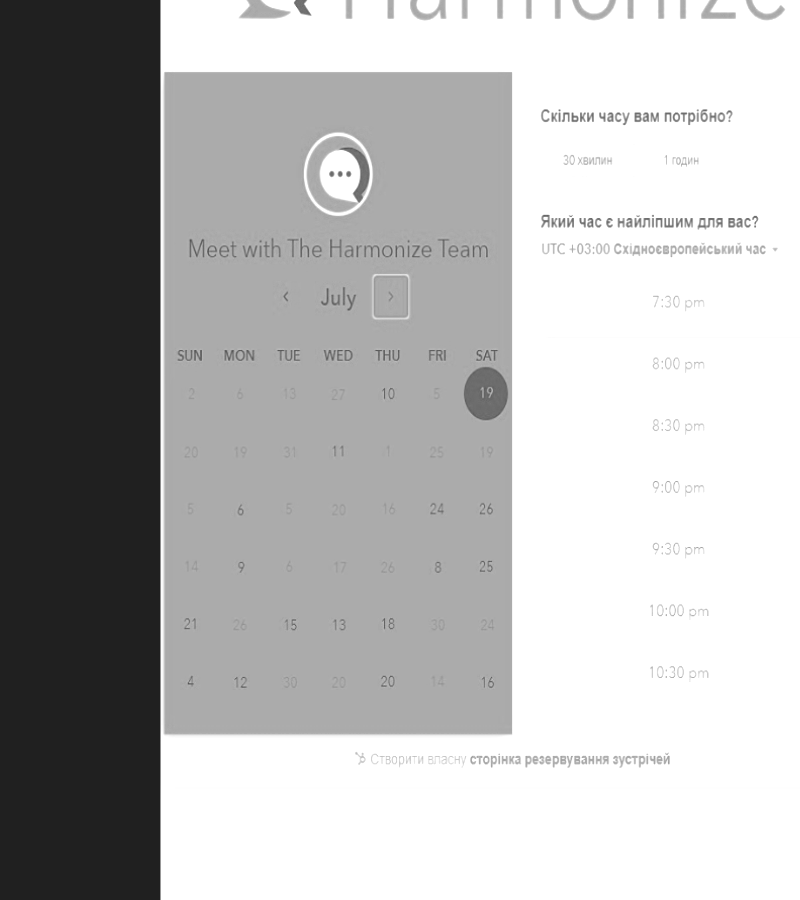 Harmonize
Meet with The Harmonize Team
July
SUN MON TUE WED THU FRI SAT
2 6 13 27 10 5 19
20 19 31 11 1 25 19
5 6 5 20 16 24 26
14 9 6 17 26 8 25
21 26 15 13 18 30 24
4 12 30 20 20 14 16
Скільки часу вам потрібно?
30 хвилин 1 годин
Який час є найліпшим для вас?
UTC +03:00 Східноєвропейський час
7:30 pm
8:00 pm
8:30 pm
9:00 pm
9:30 pm
10:00 pm
10:30 pm
Створити власну сторінка резервування зустрічей